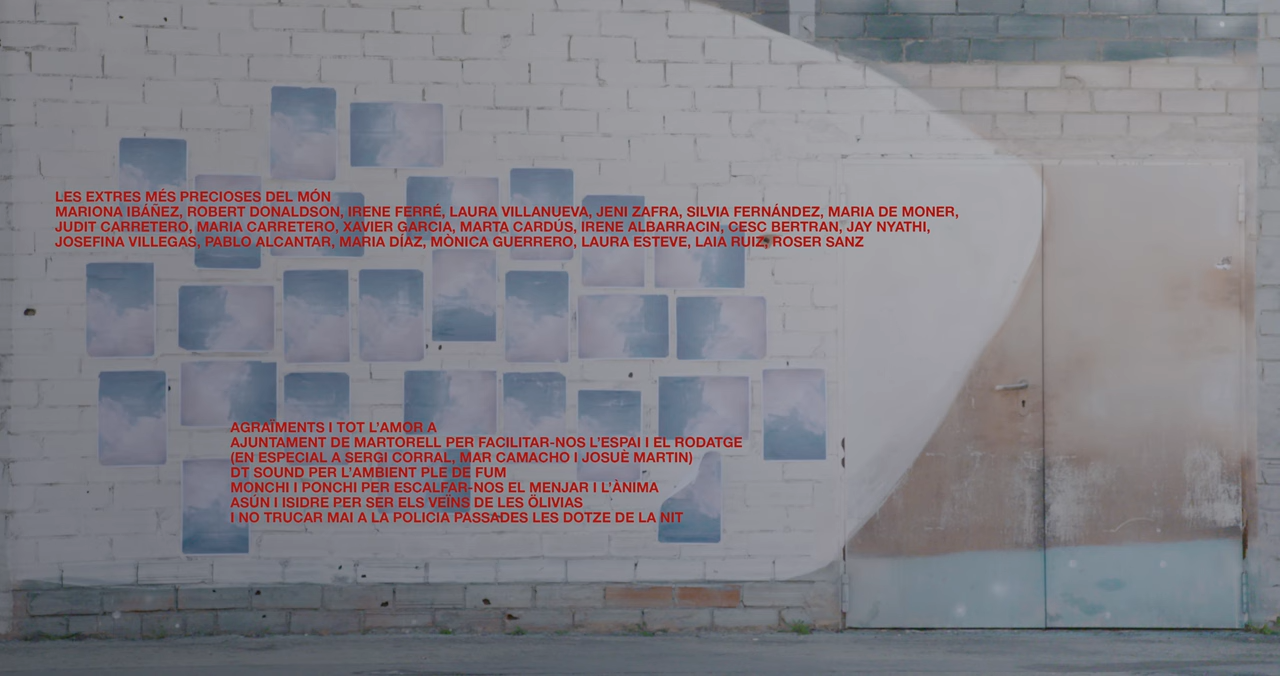 LES EXTRES MÉS PRECIOSES DEL MÓN
MARIONA IBÁÑEZ, ROBERT DONALDSON, IRENE FERRÉ, LAURA VILLANUEVA, JENI ZAFRA, SILVIA FERNÁNDEZ, MARIA DE MONER,
JUDIT CARRETERO, MARIA CARRETERO, XAVIER GARCIA, MARTA CARDÚS, IRENE ALBARRACIN, CESC BERTRAN, JAY NYATHI,
JOSEFINA VILLEGAS, PABLO ALCANTAR, MARIA DÍAZ, MÒNICA GUERRERO, LAURA ESTEVE, LAIA RUIZ, ROSER SANZ
AGRAÏMENTS I TOT L'AMOR A
AJUNTAMENT DE MARTORELL PER FACILITAR-NOS L'ESPAI I EL RODATGE
(EN ESPECIAL A SERGI CORRAL, MAR CAMACHO I JOSUÈ MARTIN)
DT SOUND PER L'AMBIENT PLE DE FUM
MONCHI I PONCHI PER ESCALFAR-NOS EL MENJAR I L'ÀNIMA
ASÚN I ISIDRE PER SER ELS VEÏNS DE LES ÖLIVIAS
I NO TRUCAR MAI A LA POLICIA PASSADES LES DOTZE DE LA NIT